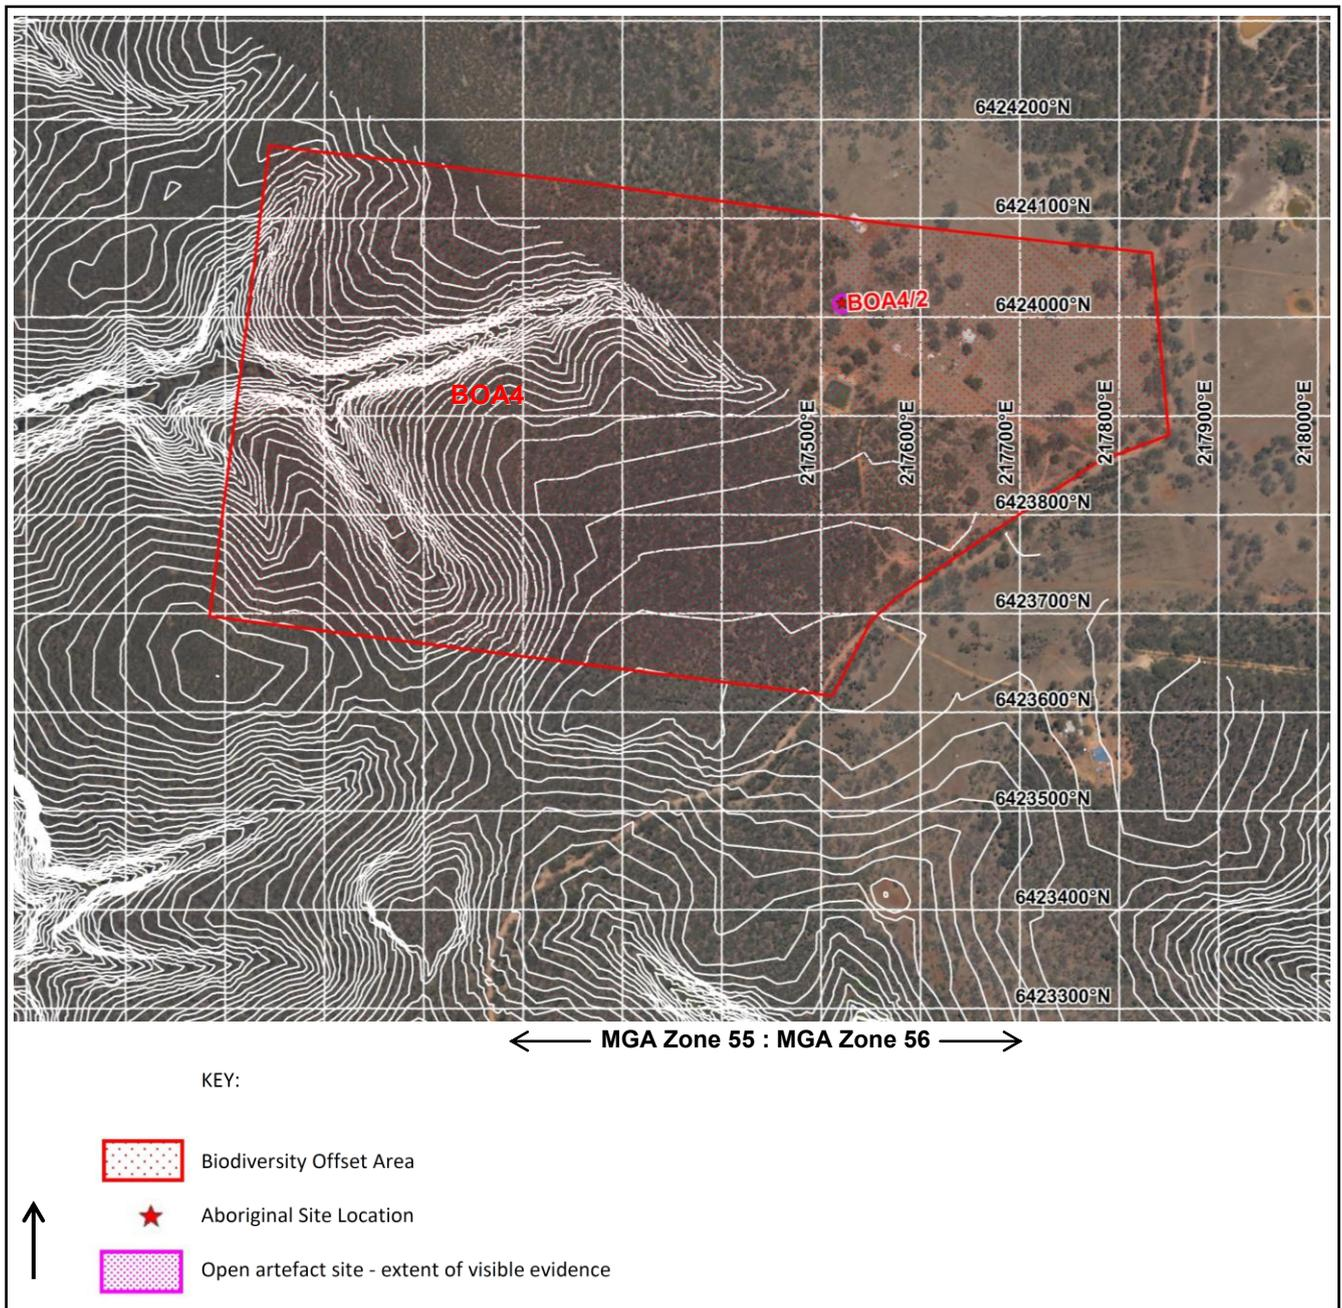 6424200°N
6424100°N
BOA4/2
6424000°N
BOA4
217500°E
217600°E
217700°E
217800°E
217900°E
218000°E
6423800°N
6423700°N
6423600°N
6423500°N
6423400°N
6423300°N
MGA Zone 55 : MGA Zone 56
KEY:
Biodiversity Offset Area
Aboriginal Site Location
Open artefact site - extent of visible evidence